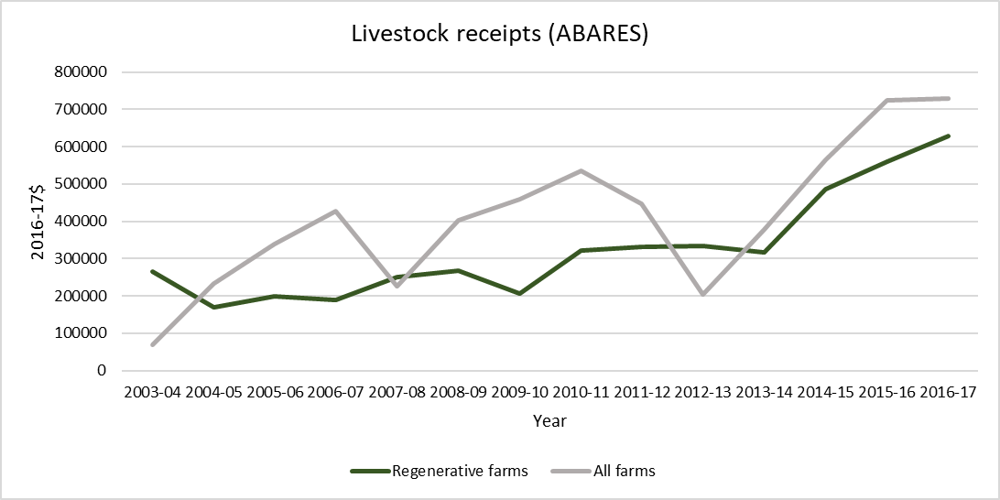 Livestock receipts (ABARES)
800000
700000
600000
500000
400000
300000
200000
100000
0
2016-17$
2003-04 2004-05 2005-06 2006-07 2007-08 2008-09 2009-10 2010-11 2011-12 2012-13 2013-14 2014-15 2015-16 2016-17
Year
Regenerative farms All farms